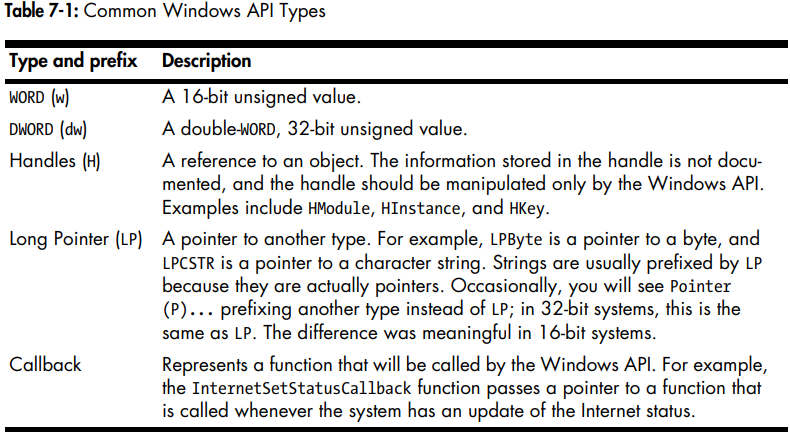 Table 7-1: Common Windows API Types
Type and prefix Description
WORD (w) A 16-bit unsigned value.
DWORD (dw) A double-WORD, 32-bit unsigned value.
Handles (H) A reference to an object. The information stored in the handle is not docu-
mented, and the handle should be manipulated only by the Windows API.
Examples include HModule, HInstance, and HKey.
Long Pointer (LP) A pointer to another type. For example, LPByte is a pointer to a byte, and
LPCSTR is a pointer to a character string. Strings are usually prefixed by LP
because they are actually pointers. Occasionally, you will see Pointer
(P)... prefixing another type instead of LP; in 32-bit systems, this is the
same as LP. The difference was meaningful in 16-bit systems.
Callback Represents a function that will be called by the Windows API. For example,
the InternetSetStatusCallback function passes a pointer to a function that
is called whenever the system has an update of the Internet status.